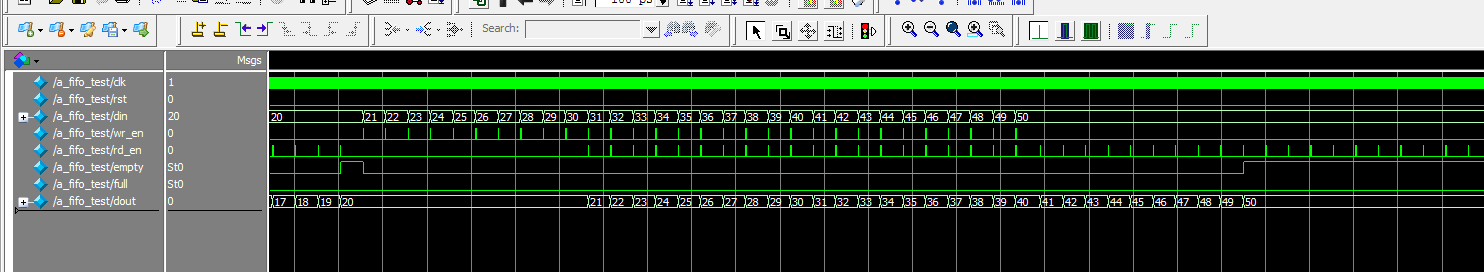 100 ps
Search:
Msgs
/a_fifo_test/clk 1
/a_fifo_test/rst 0
/a_fifo_test/din 20 20 21 22 23 24 25 26 27 28 29 30 31 32 33 34 35 36 37 38 39 40 41 42 43 44 45 46 47 48 49 50
/a_fifo_test/wr_en 0
/a_fifo_test/rd_en 0
/a_fifo_test/empty St0
/a_fifo_test/full St0
/a_fifo_test/dout 0 17 18 19 20 21 22 23 24 25 26 27 28 29 30 31 32 33 34 35 36 37 38 39 40 41 42 43 44 45 46 47 48 49 50